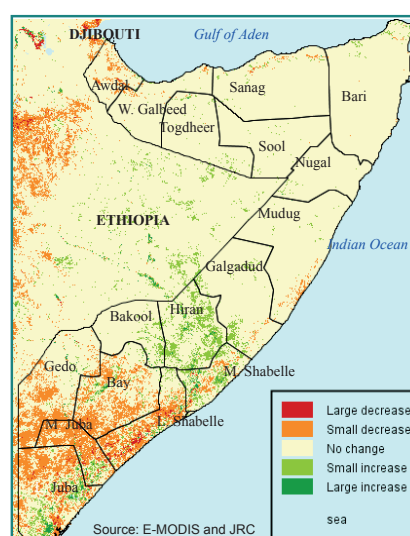 DJIBOUTI
Gulf of Aden
Awdal
Sanag
Bari
W. Galbeed
Togdheer
Sool
Nugal
ETHIOPIA
Mudug
Indian Ocean
Galgadud
Hiran
Bakool
Gedo
Bay
M. Shabelle
M. Juba
L. Shabelle
Juba
Large decrease
Small decrease
No change
Small increase
Large increase
sea
Source: E-MODIS and JRC